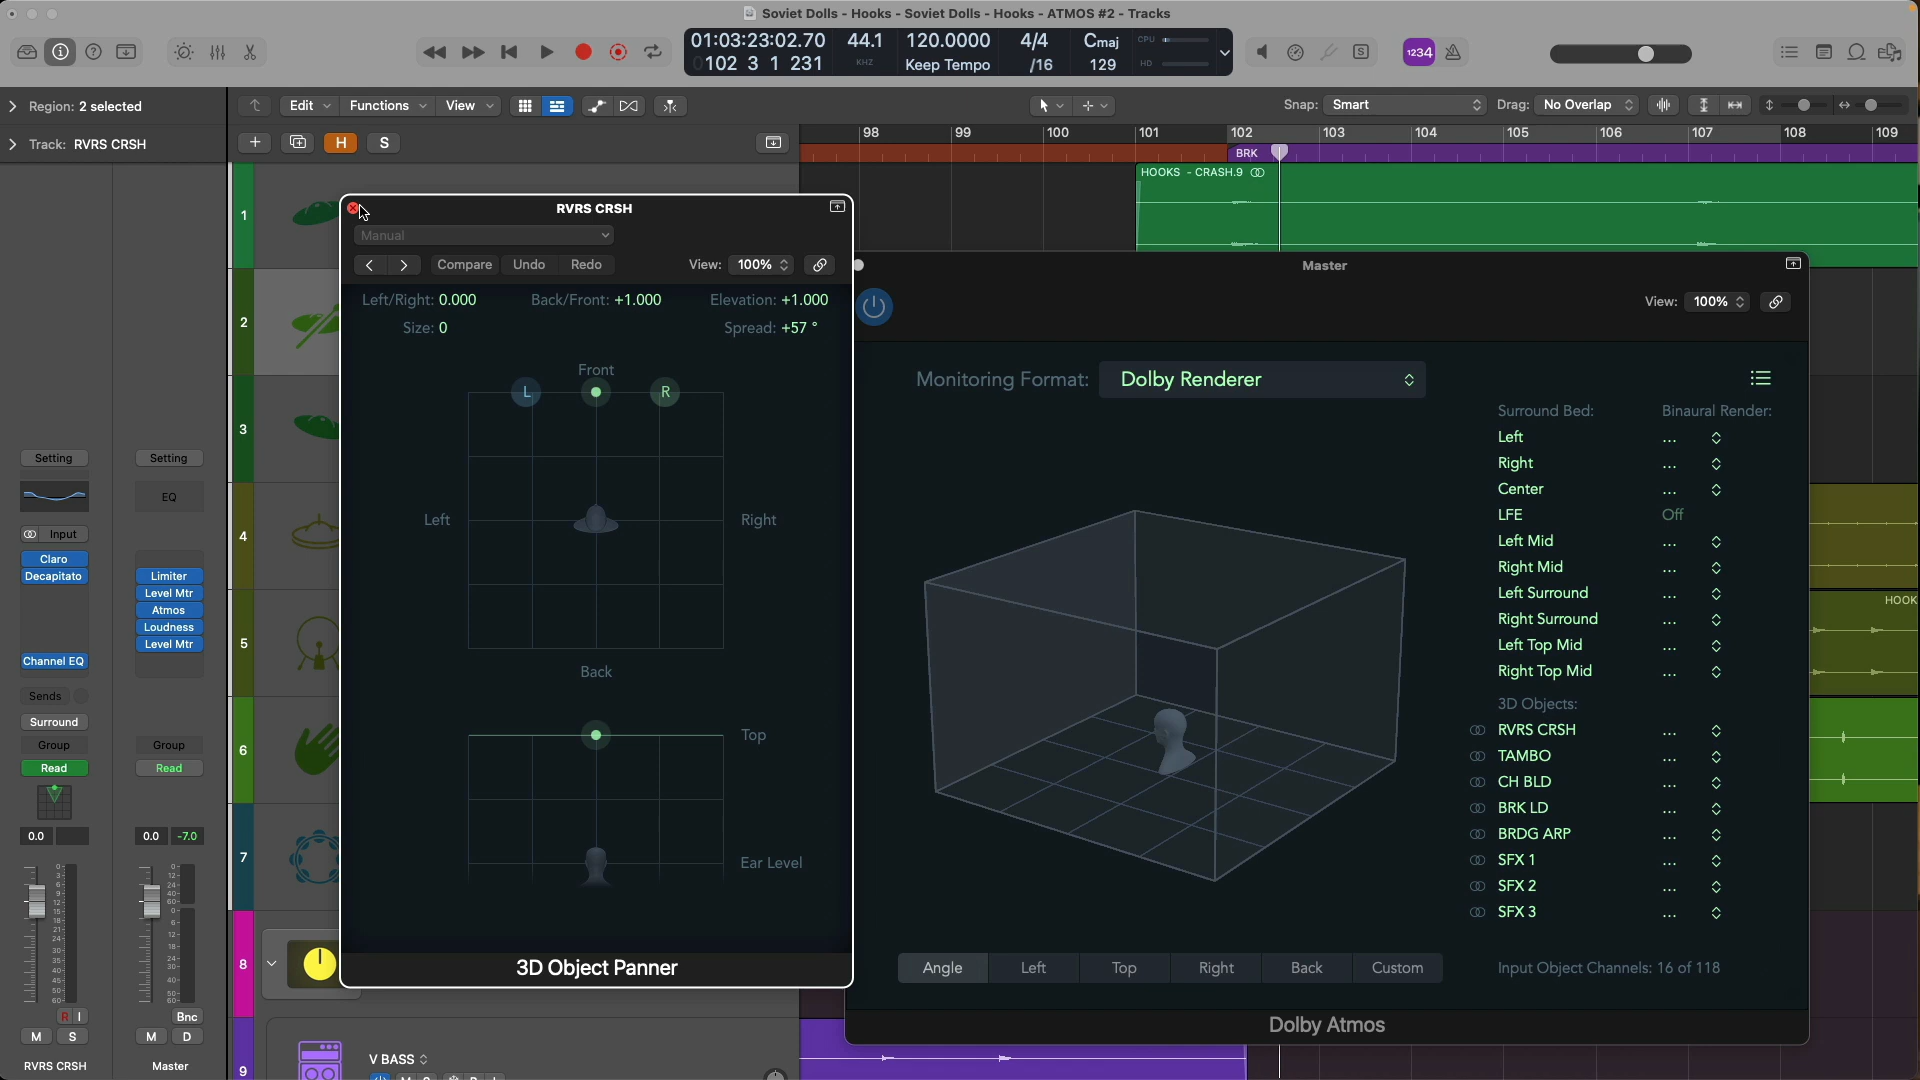 Soviet Dolls - Hooks - Soviet Dolls - Hooks - ATMOS #2 - Tracks
01:03:23:02.70 44.1 120.0000 4/4 Cmaj CPU
102 3 1 231 KHZ Keep Tempo /16 129 HD
1234
Region: 2 selected
Edit Functions View
Snap: Smart Drag: No Overlap
Track: RVRS CRSH
H S
98 99 100 101 102 103 104 105 106 107 108 109
BRK
HOOKS - CRASH.9
1
2
3
4
5
6
7
8
9
HOOK
V BASS
RVRS CRSH
Manual
Compare Undo Redo View: 100%
Left/Right: 0.000 Back/Front: +1.000 Elevation: +1.000
Size: 0 Spread: +57 °
Front
L R
Left Right
Back
Top
Ear Level
3D Object Panner
Master
View: 100%
Monitoring Format: Dolby Renderer
Surround Bed: Binaural Render:
Left ...
Right ...
Center ...
LFE Off
Left Mid ...
Right Mid ...
Left Surround ...
Right Surround ...
Left Top Mid ...
Right Top Mid ...
3D Objects:
RVRS CRSH ...
TAMBO ...
CH BLD ...
BRK LD ...
BRDG ARP ...
SFX 1 ...
SFX 2 ...
SFX 3 ...
Angle Left Top Right Back Custom
Input Object Channels: 16 of 118
Dolby Atmos
Setting Setting
EQ
Input
Claro
Decapitato Limiter
Level Mtr
Atmos
Loudness
Level Mtr
Channel EQ
Sends
Surround
Group Group
Read Read
0.0 0.0 -7.0
R I Bnc
M S M D
RVRS CRSH Master